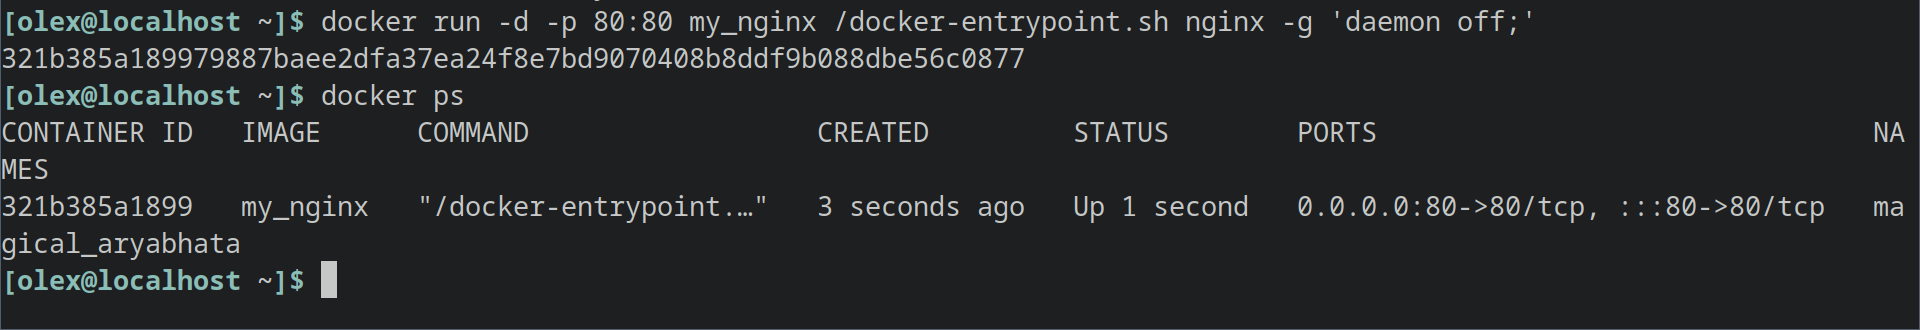 [olex@localhost ~]$ docker run -d -p 80:80 my_nginx /docker-entrypoint.sh nginx -g 'daemon off;'
321b385a189979887baee2dfa37ea24f8e7bd9070408b8ddf9b088dbe56c0877
[olex@localhost ~]$ docker ps
CONTAINER ID   IMAGE      COMMAND                  CREATED         STATUS        PORTS                               NA
MES
321b385a1899   my_nginx   "/docker-entrypoint.…"   3 seconds ago   Up 1 second   0.0.0.0:80->80/tcp, :::80->80/tcp   ma
gical_aryabhata
[olex@localhost ~]$